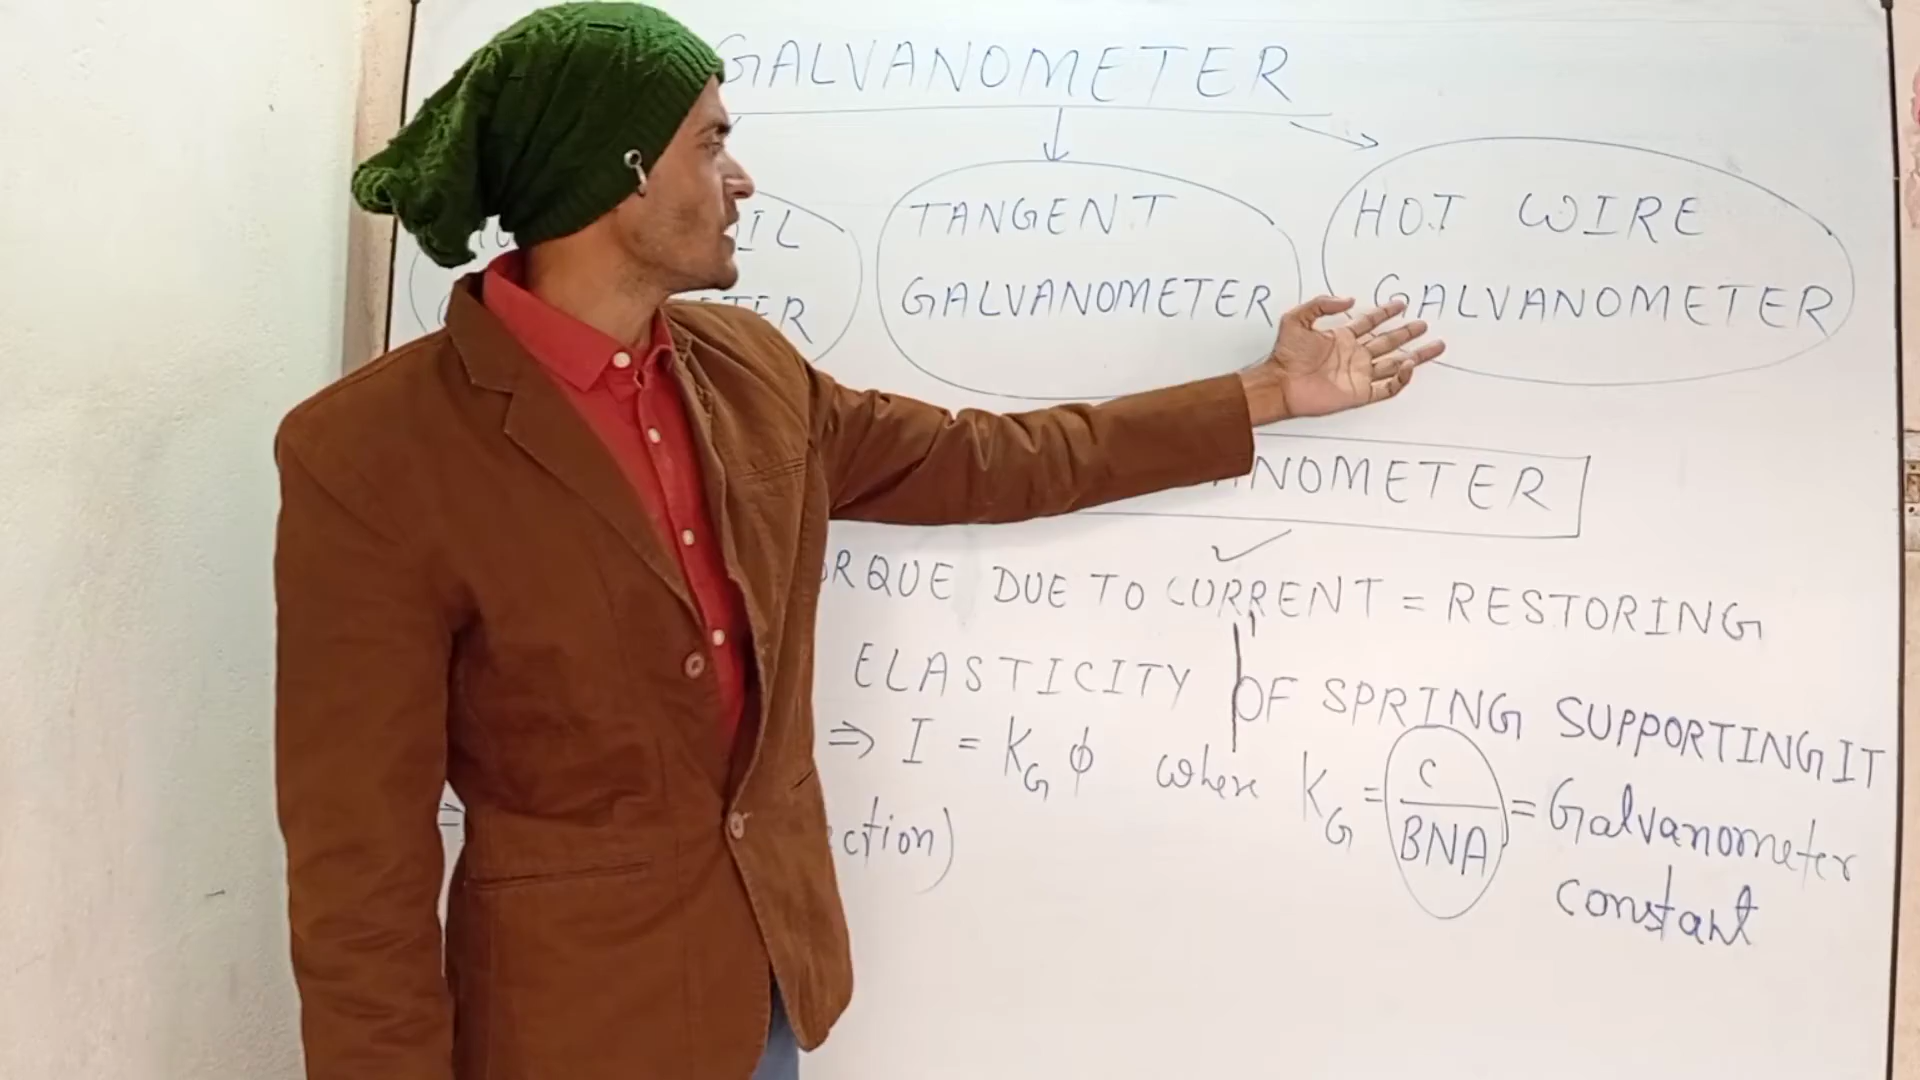 GALVANOMETER
TANGENT
GALVANOMETER
HOT WIRE
GALVANOMETER
NOMETER
RQUE DUE TO CURRENT = RESTORING
ELASTICITY OF SPRING SUPPORTING IT
⇒ I = K_G ϕ where K_G = C/BNA = Galvanometer
constant
ction)